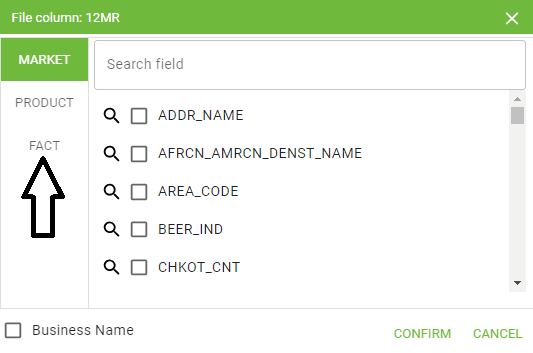 File column: 12MR
MARKET
PRODUCT
FACT
Search field
ADDR_NAME
AFRCN_AMRCN_DENST_NAME
AREA_CODE
BEER_IND
CHKOT_CNT
Business Name
CONFIRM
CANCEL